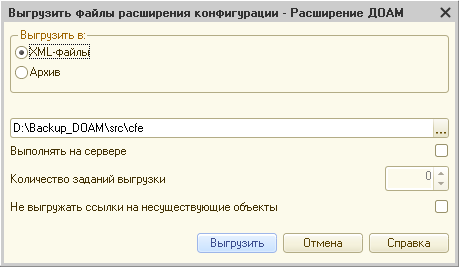 Выгрузить файлы расширения конфигурации - Расширение ДОАМ
Выгрузить в:
XML-файлы
Архив
D:\Backup_DOAM\src\cfe
...
Выполнять на сервере
Количество заданий выгрузки
0
Не выгружать ссылки на несуществующие объекты
Выгрузить Отмена Справка